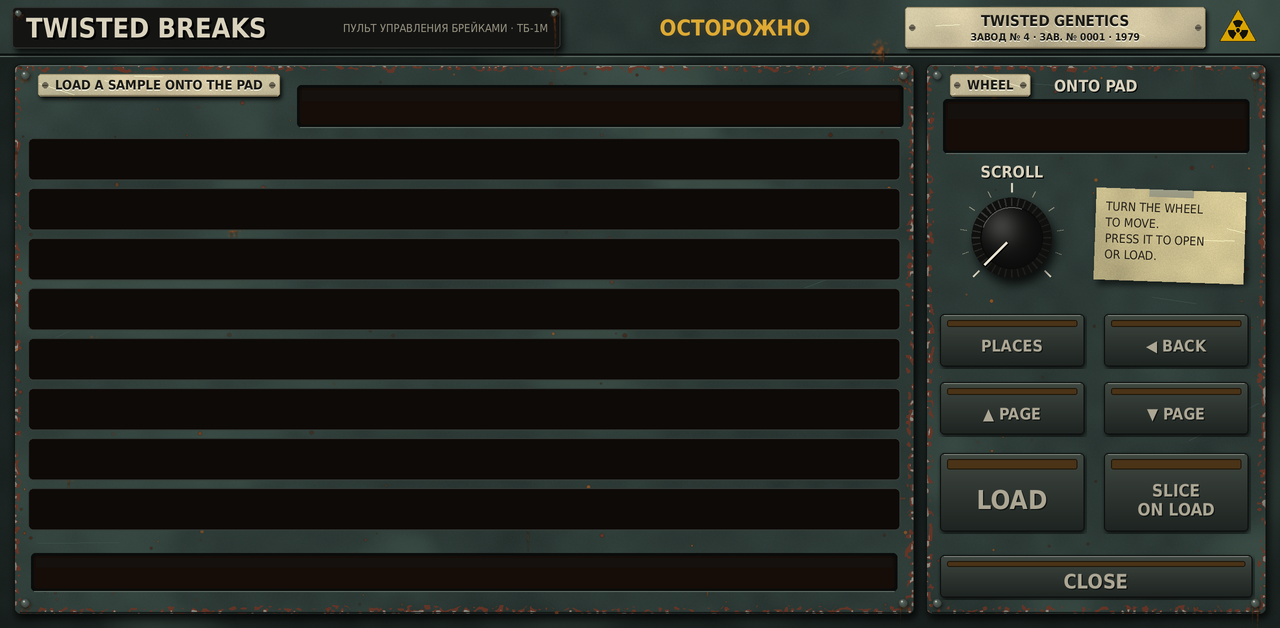 TWISTED BREAKS
ПУЛЬТ УПРАВЛЕНИЯ БРЕЙКАМИ · ТБ-1М
ОСТОРОЖНО
TWISTED GENETICS
ЗАВОД № 4 · ЗАВ. № 0001 · 1979
LOAD A SAMPLE ONTO THE PAD
WHEEL
ONTO PAD
SCROLL
TURN THE WHEEL
TO MOVE.
PRESS IT TO OPEN
OR LOAD.
PLACES
◀ BACK
▲ PAGE
▼ PAGE
LOAD
SLICE
ON LOAD
CLOSE